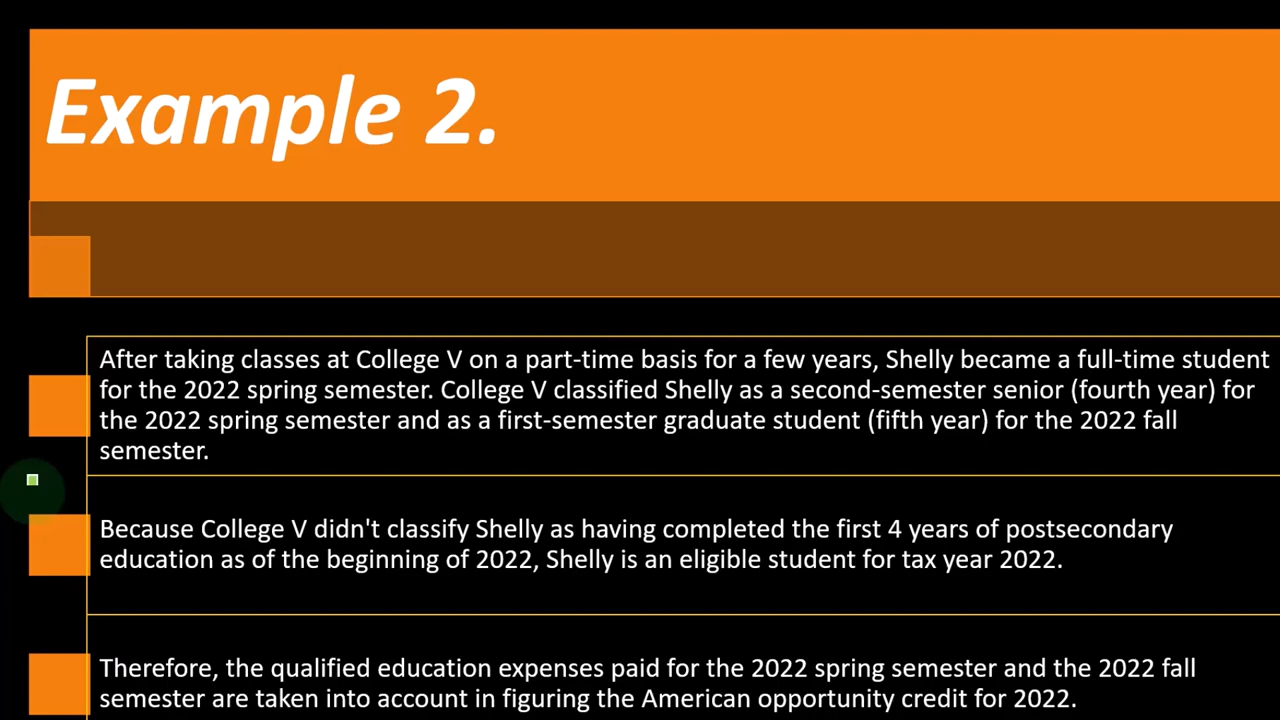 Example 2.
After taking classes at College V on a part-time basis for a few years, Shelly became a full-time student
for the 2022 spring semester. College V classified Shelly as a second-semester senior (fourth year) for
the 2022 spring semester and as a first-semester graduate student (fifth year) for the 2022 fall
semester.
Because College V didn't classify Shelly as having completed the first 4 years of postsecondary
education as of the beginning of 2022, Shelly is an eligible student for tax year 2022.
Therefore, the qualified education expenses paid for the 2022 spring semester and the 2022 fall
semester are taken into account in figuring the American opportunity credit for 2022.